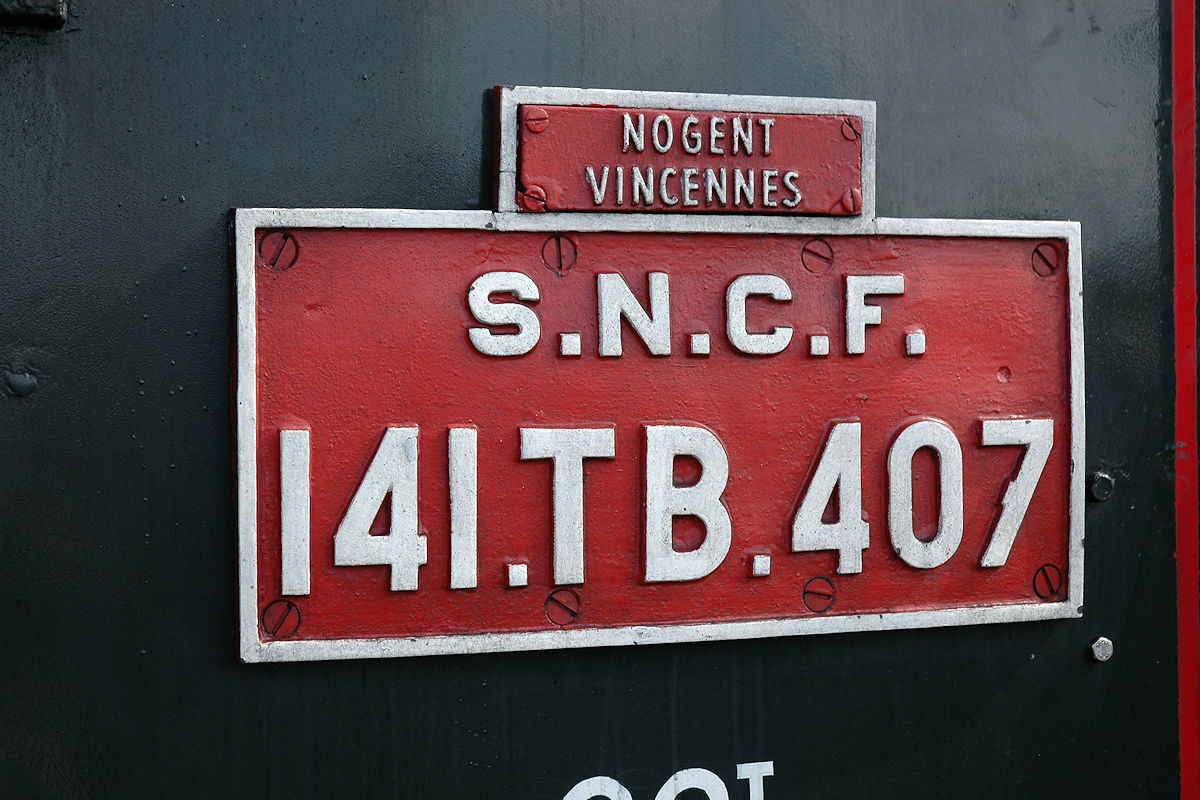 NOGENT
VINCENNES
S.N.C.F.
141.TB.407